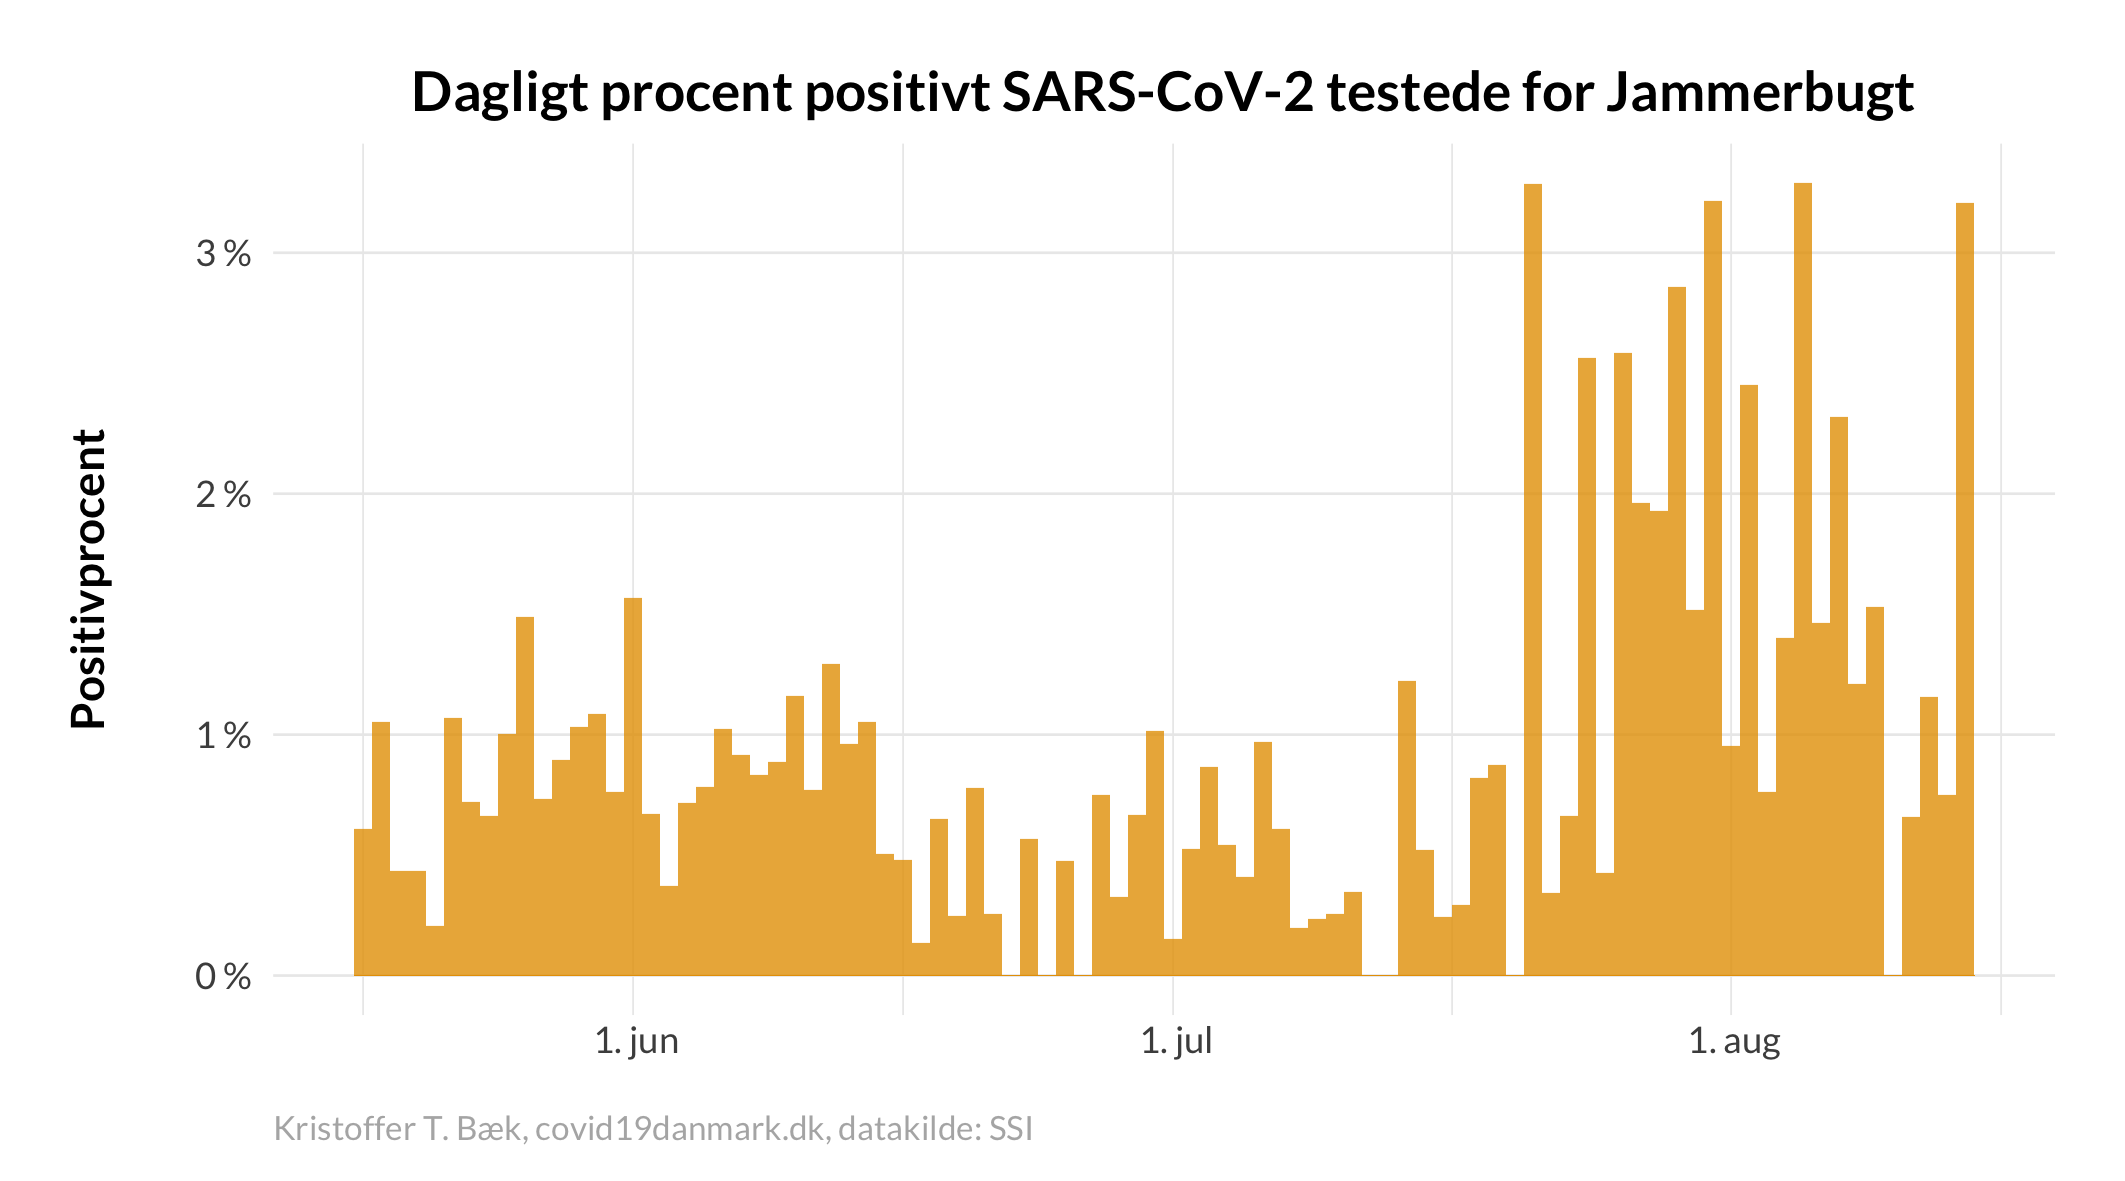 Dagligt procent positivt SARS-CoV-2 testede for Jammerbugt
Positivprocent
3 %
2 %
1 %
0 %
1. jun
1. jul
1. aug
Kristoffer T. Bæk, covid19danmark.dk, datakilde: SSI